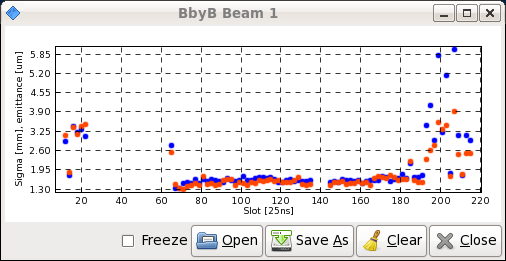 BbyB Beam 1
Sigma [mm], emittance [um]
5.85
5.20
4.55
3.90
3.25
2.60
1.95
1.30
20 40 60 80 100 120 140 160 180 200 220
Slot [25ns]
Freeze Open Save As Clear Close